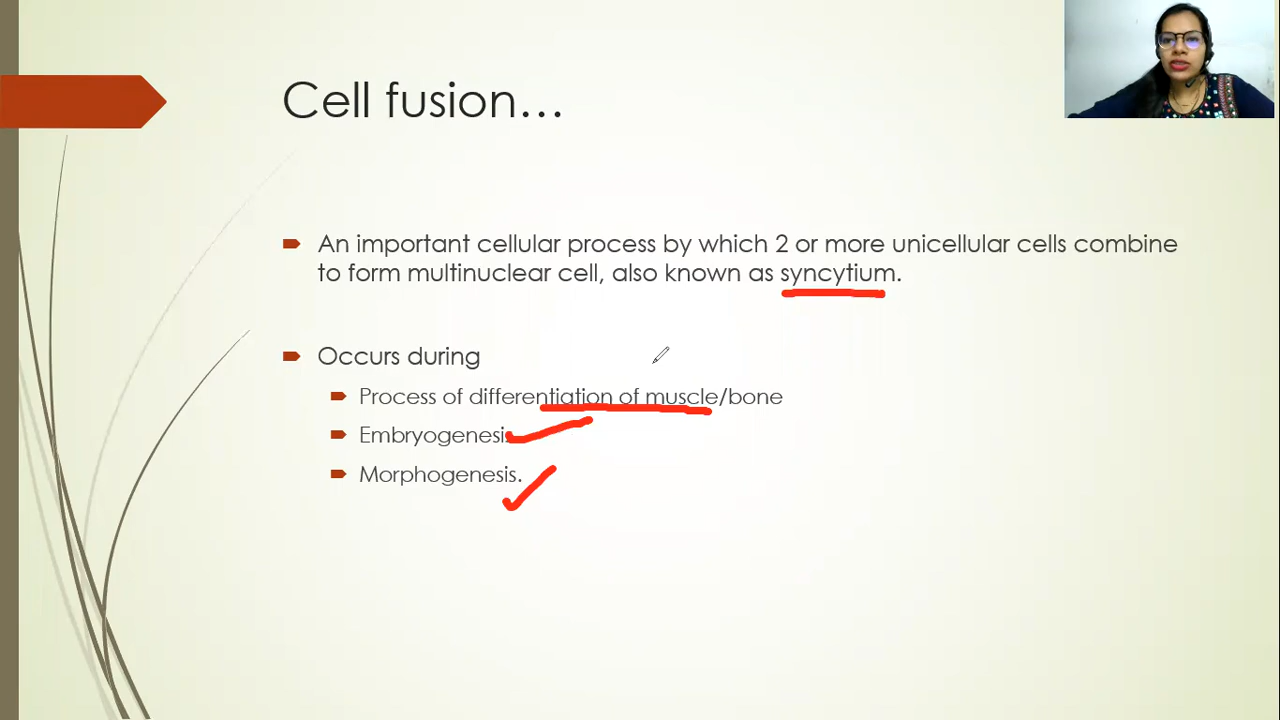 Cell fusion…
An important cellular process by which 2 or more unicellular cells combine
to form multinuclear cell, also known as syncytium.
Occurs during
Process of differentiation of muscle/bone
Embryogenesis
Morphogenesis.